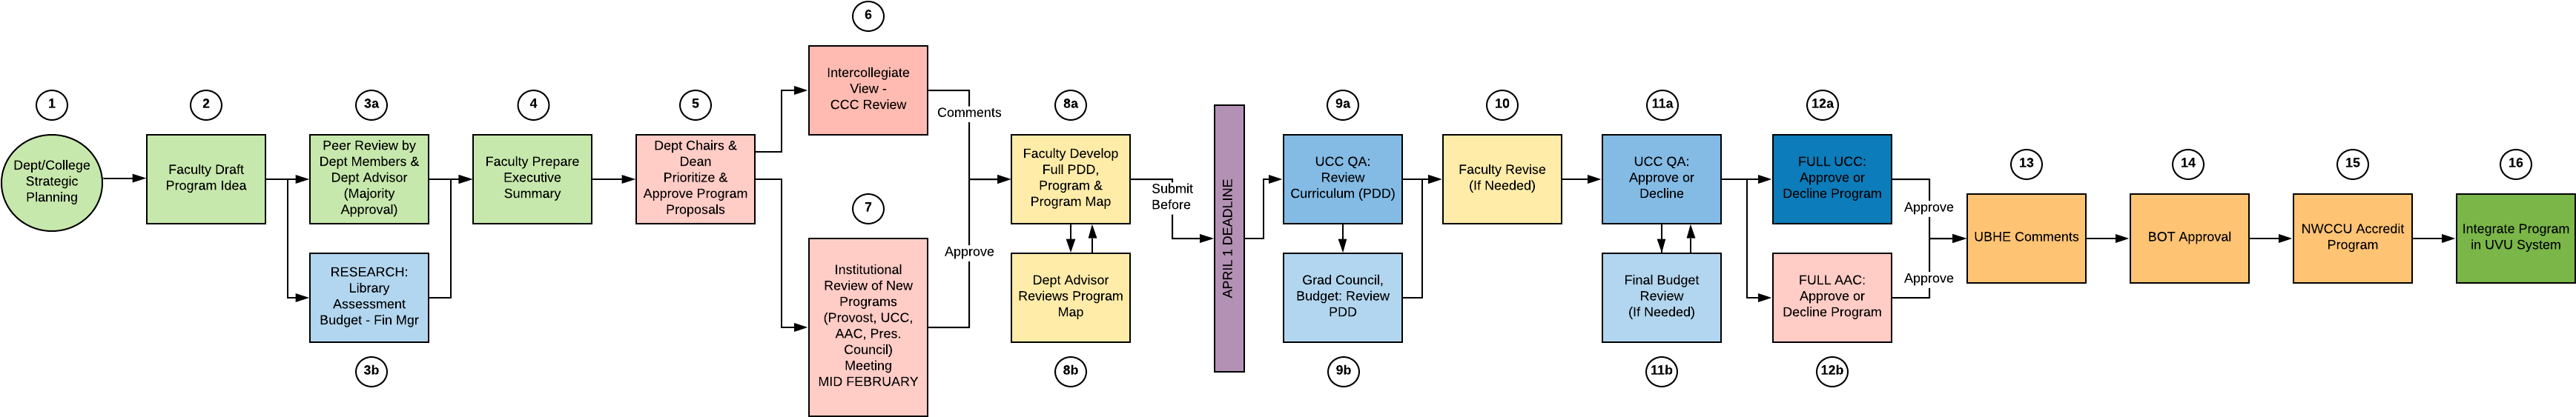 1
Dept/College
Strategic
Planning
2
Faculty Draft
Program Idea
3a
Peer Review by
Dept Members &
Dept Advisor
(Majority
Approval)
RESEARCH:
Library
Assessment
Budget - Fin Mgr
3b
4
Faculty Prepare
Executive
Summary
5
Dept Chairs &
Dean
Prioritize &
Approve Program
Proposals
6
Intercollegiate
View -
CCC Review
Comments
7
Institutional
Review of New
Programs
(Provost, UCC,
AAC, Pres.
Council)
Meeting
MID FEBRUARY
Approve
8a
Faculty Develop
Full PDD,
Program &
Program Map
Dept Advisor
Reviews Program
Map
8b
Submit
Before
APRIL 1 DEADLINE
9a
UCC QA:
Review
Curriculum (PDD)
Grad Council,
Budget: Review
PDD
9b
10
Faculty Revise
(If Needed)
11a
UCC QA:
Approve or
Decline
Final Budget
Review
(If Needed)
11b
12a
FULL UCC:
Approve or
Decline Program
Approve
FULL AAC:
Approve or
Decline Program
Approve
12b
13
UBHE Comments
14
BOT Approval
15
NWCCU Accredit
Program
16
Integrate Program
in UVU System